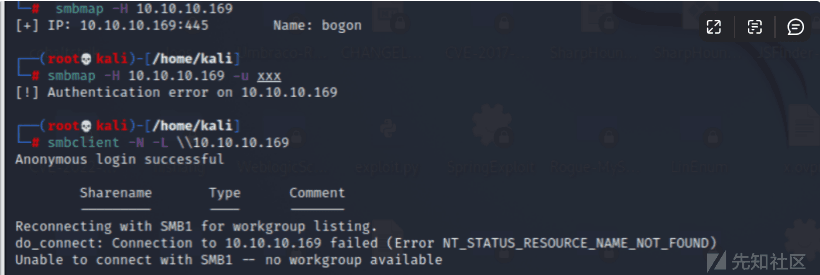 smbmap -H 10.10.10.169
[+] IP: 10.10.10.169:445 Name: bogon
(root💀kali)-[/home/kali]
# smbmap -H 10.10.10.169 -u xxx
[!] Authentication error on 10.10.10.169
(root💀kali)-[/home/kali]
# smbclient -N -L \\10.10.10.169
Anonymous login successful
Sharename Type Comment
--------- ---- -------
Reconnecting with SMB1 for workgroup listing.
do_connect: Connection to 10.10.10.169 failed (Error NT_STATUS_RESOURCE_NAME_NOT_FOUND)
Unable to connect with SMB1 -- no workgroup available
先知社区